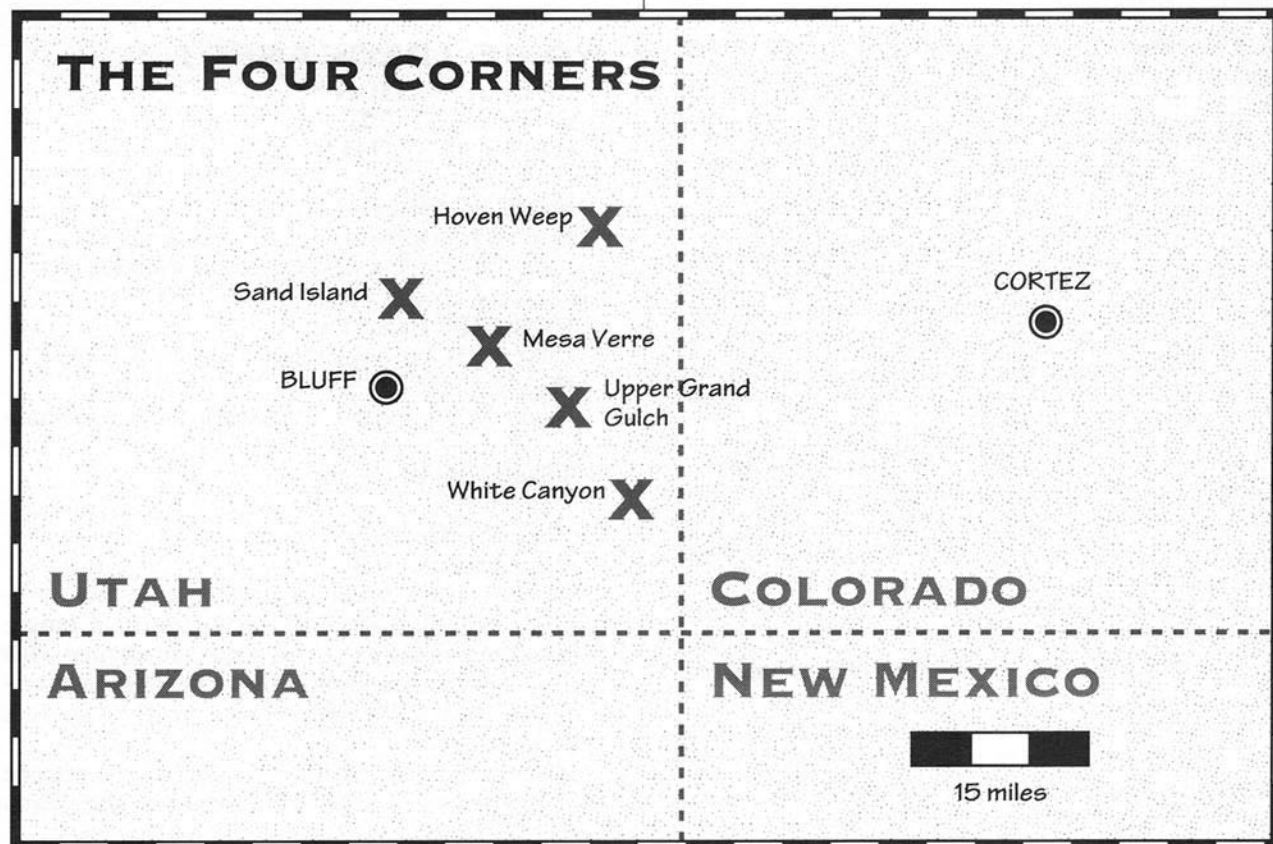 THE FOUR CORNERS
Hoven Weep
Sand Island
CORTEZ
Mesa Verre
BLUFF
Upper Grand
Gulch
White Canyon
UTAH
COLORADO
ARIZONA
NEW MEXICO
15 miles